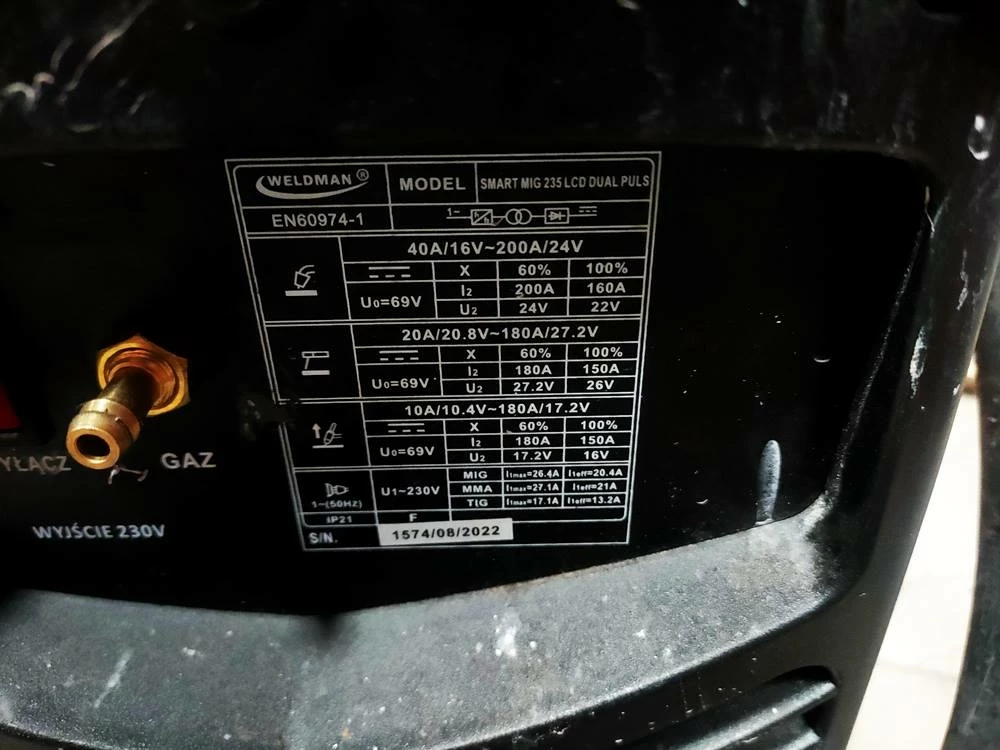 WELDMAN ® MODEL SMART MIG 235 LCD DUAL PULS
EN60974-1 1~
40A/16V~200A/24V
X 60% 100%
U0=69V I2 200A 160A
U2 24V 22V
20A/20.8V~180A/27.2V
X 60% 100%
U0=69V I2 180A 150A
U2 27.2V 26V
10A/10.4V~180A/17.2V
X 60% 100%
U0=69V I2 180A 150A
U2 17.2V 16V
1~(50HZ) U1~230V MIG I1max=26.4A I1eff=20.4A
MMA I1max=27.1A I1eff=21A
TIG I1max=17.1A I1eff=13.2A
IP21 F
S/N. 1574/08/2022
YŁĄCZ GAZ
WYJŚCIE 230V